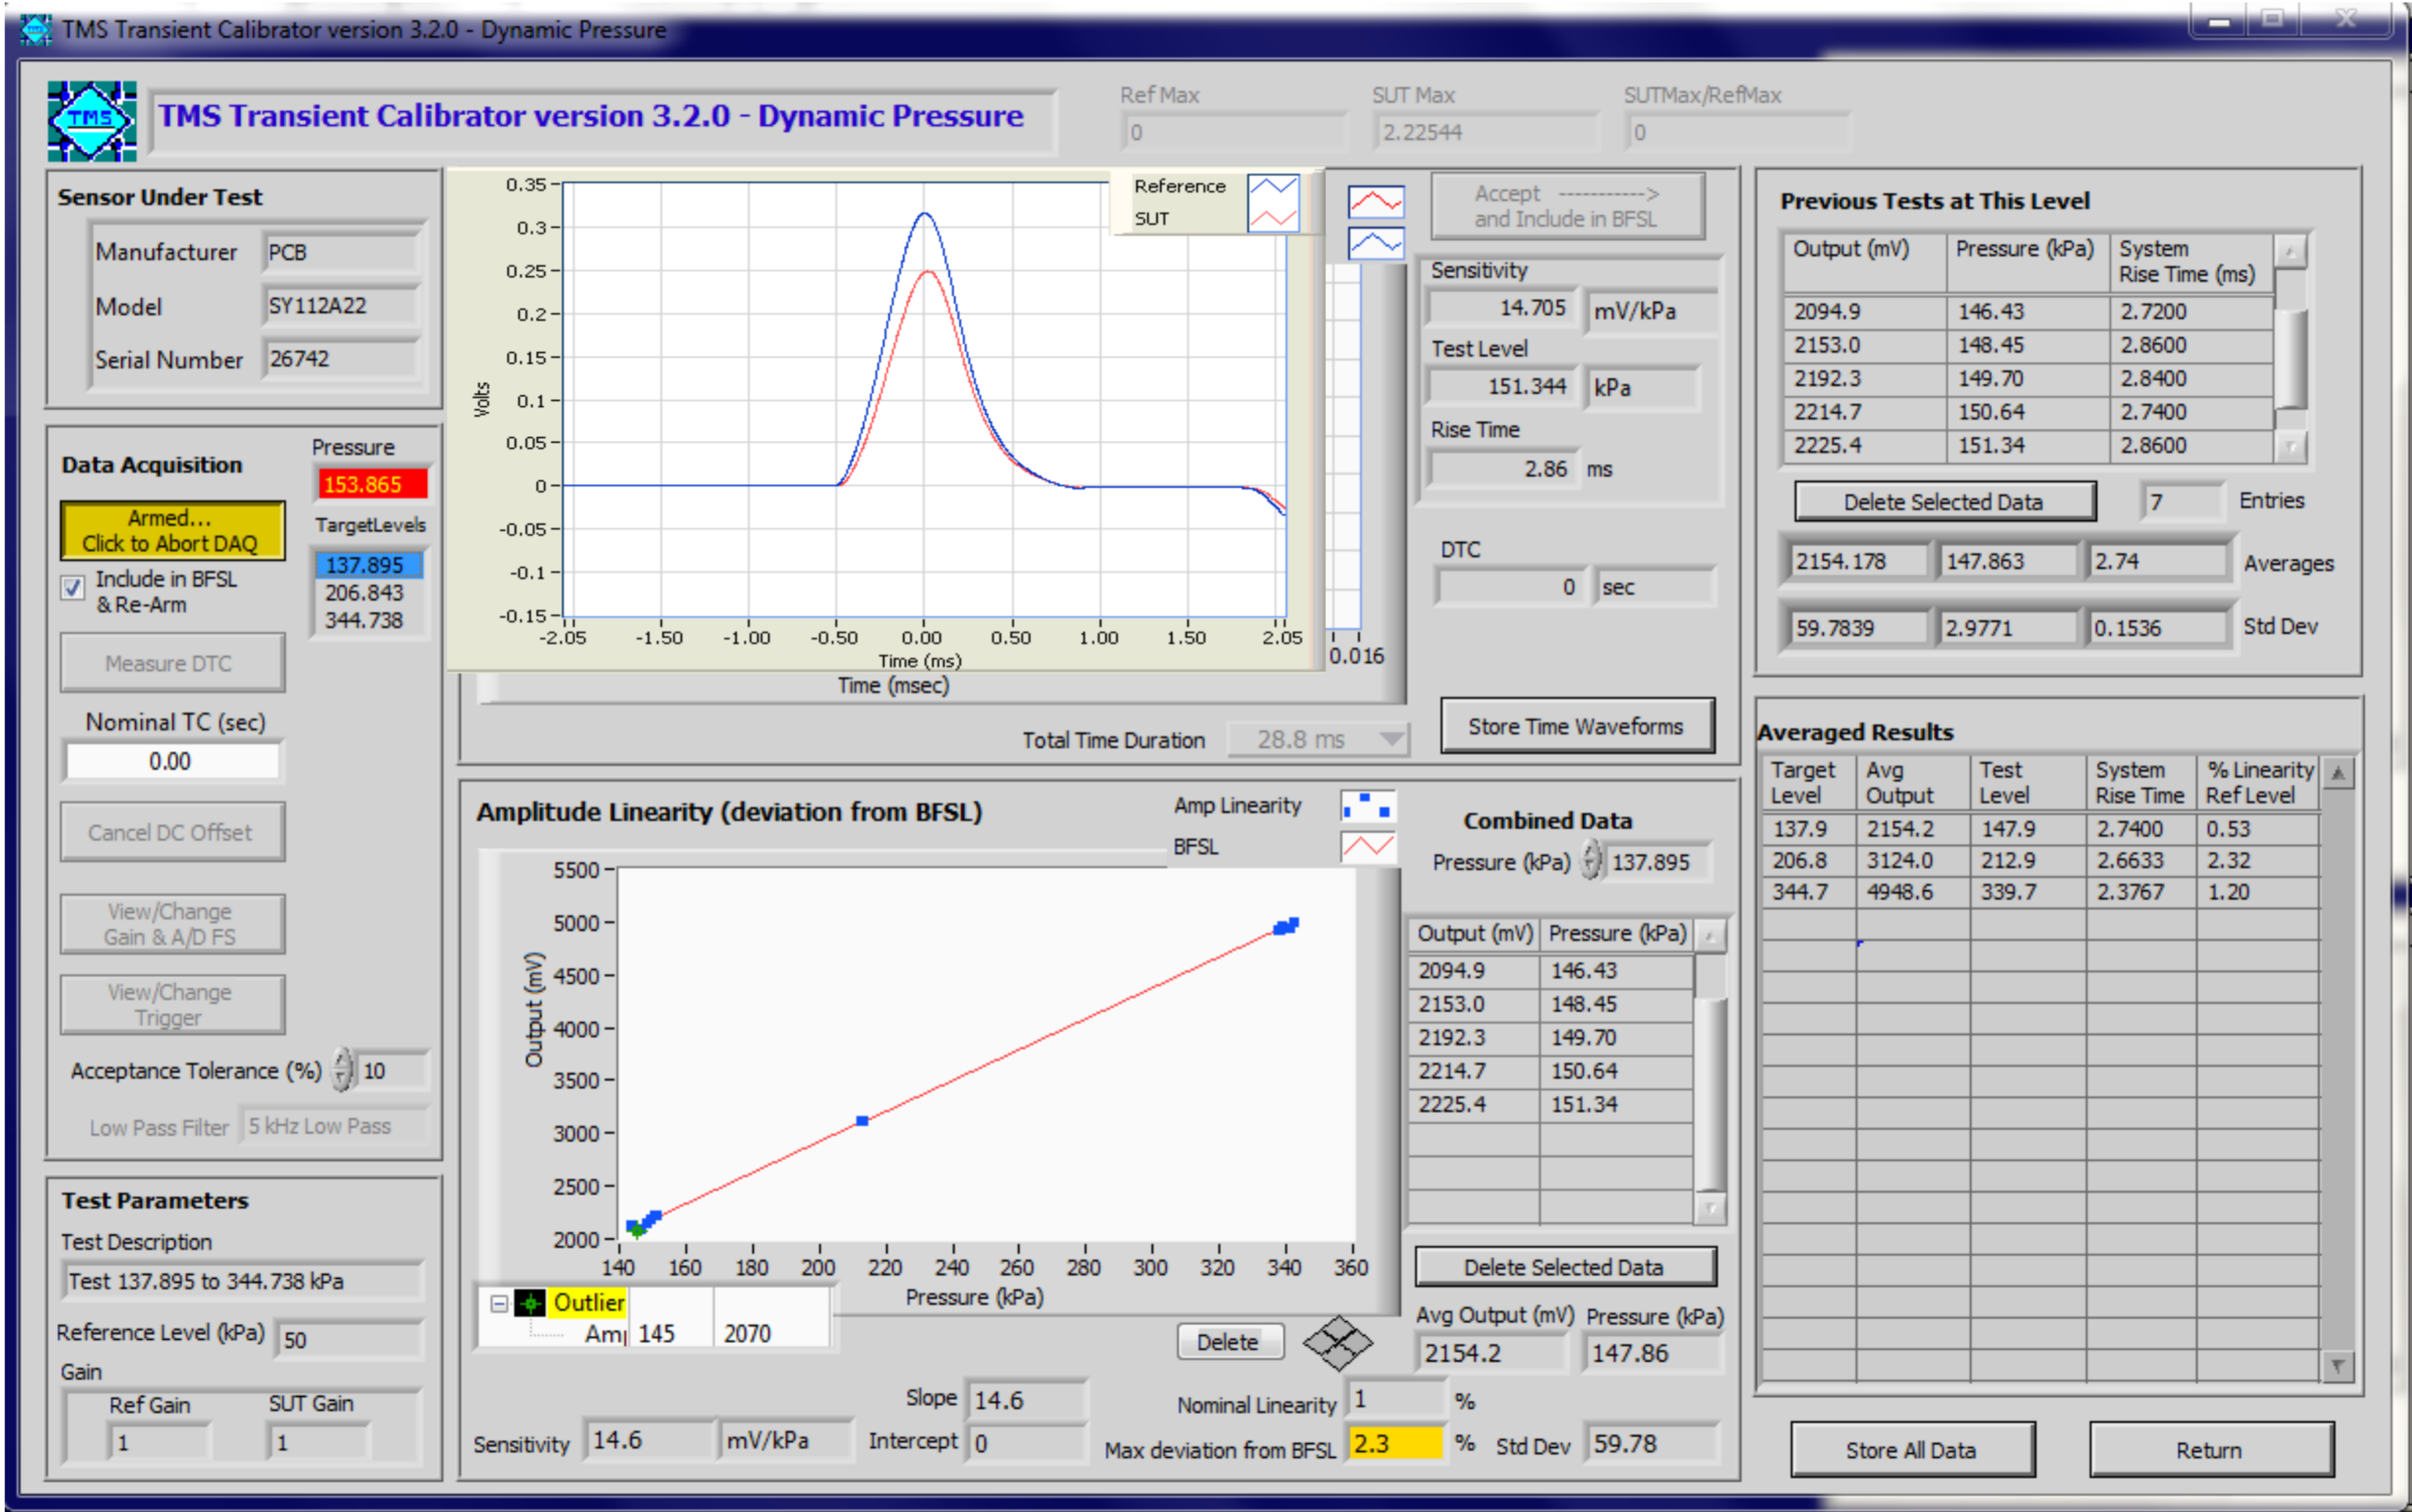 TMS Transient Calibrator version 3.2.0 - Dynamic Pressure
TMS
TMS Transient Calibrator version 3.2.0 - Dynamic Pressure
Ref Max
0
SUT Max
2.22544
SUTMax/RefMax
0
Sensor Under Test
Manufacturer PCB
Model SY112A22
Serial Number 26742
Data Acquisition
Pressure
153.865
Armed...
Click to Abort DAQ
TargetLevels
137.895
206.843
344.738
Include in BFSL
& Re-Arm
Measure DTC
Nominal TC (sec)
0.00
Cancel DC Offset
View/Change
Gain & A/D FS
View/Change
Trigger
Acceptance Tolerance (%) 10
Low Pass Filter 5 kHz Low Pass
Test Parameters
Test Description
Test 137.895 to 344.738 kPa
Reference Level (kPa) 50
Gain
Ref Gain SUT Gain
1 1
Reference
SUT
Volts
0.35
0.3
0.25
0.2
0.15
0.1
0.05
0
-0.05
-0.1
-0.15
-2.05 -1.50 -1.00 -0.50 0.00 0.50 1.00 1.50 2.05
Time (ms)
0.016
Time (msec)
Total Time Duration 28.8 ms
Accept ----------->
and Include in BFSL
Sensitivity
14.705 mV/kPa
Test Level
151.344 kPa
Rise Time
2.86 ms
DTC
0 sec
Store Time Waveforms
Amplitude Linearity (deviation from BFSL)
Amp Linearity
BFSL
Output (mV)
5500
5000
4500
4000
3500
3000
2500
2000
140 160 180 200 220 240 260 280 300 320 340 360
Pressure (kPa)
Outlier
Amp 145 2070
Delete
Slope 14.6
Sensitivity 14.6 mV/kPa
Intercept 0
Nominal Linearity 1 %
Max deviation from BFSL 2.3 %
Std Dev 59.78
Combined Data
Pressure (kPa) 137.895
Output (mV) Pressure (kPa)
2094.9 146.43
2153.0 148.45
2192.3 149.70
2214.7 150.64
2225.4 151.34
Delete Selected Data
Avg Output (mV) Pressure (kPa)
2154.2 147.86
Previous Tests at This Level
Output (mV) Pressure (kPa) System
Rise Time (ms)
2094.9 146.43 2.7200
2153.0 148.45 2.8600
2192.3 149.70 2.8400
2214.7 150.64 2.7400
2225.4 151.34 2.8600
Delete Selected Data 7 Entries
2154.178 147.863 2.74 Averages
59.7839 2.9771 0.1536 Std Dev
Averaged Results
Target Avg Test System % Linearity
Level Output Level Rise Time Ref Level
137.9 2154.2 147.9 2.7400 0.53
206.8 3124.0 212.9 2.6633 2.32
344.7 4948.6 339.7 2.3767 1.20
Store All Data
Return